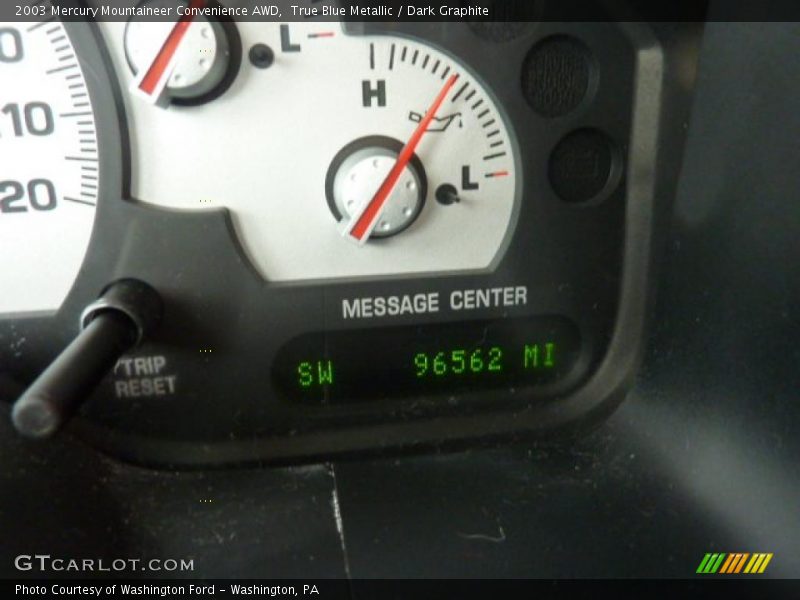 2003 Mercury Mountaineer Convenience AWD,  True Blue Metallic / Dark Graphite
L
H
10
L
20
MESSAGE CENTER
SW 96562 MI
/TRIP
RESET
GTCARLOT.COM
Photo Courtesy of Washington Ford - Washington, PA